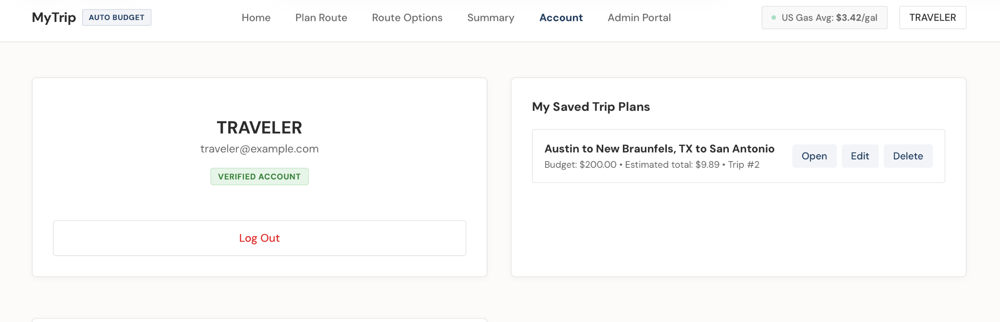 MyTrip AUTO BUDGET Home Plan Route Route Options Summary Account Admin Portal US Gas Avg: $3.42/gal TRAVELER
TRAVELER
traveler@example.com
VERIFIED ACCOUNT
Log Out
My Saved Trip Plans
Austin to New Braunfels, TX to San Antonio
Budget: $200.00 • Estimated total: $9.89 • Trip #2
Open Edit Delete